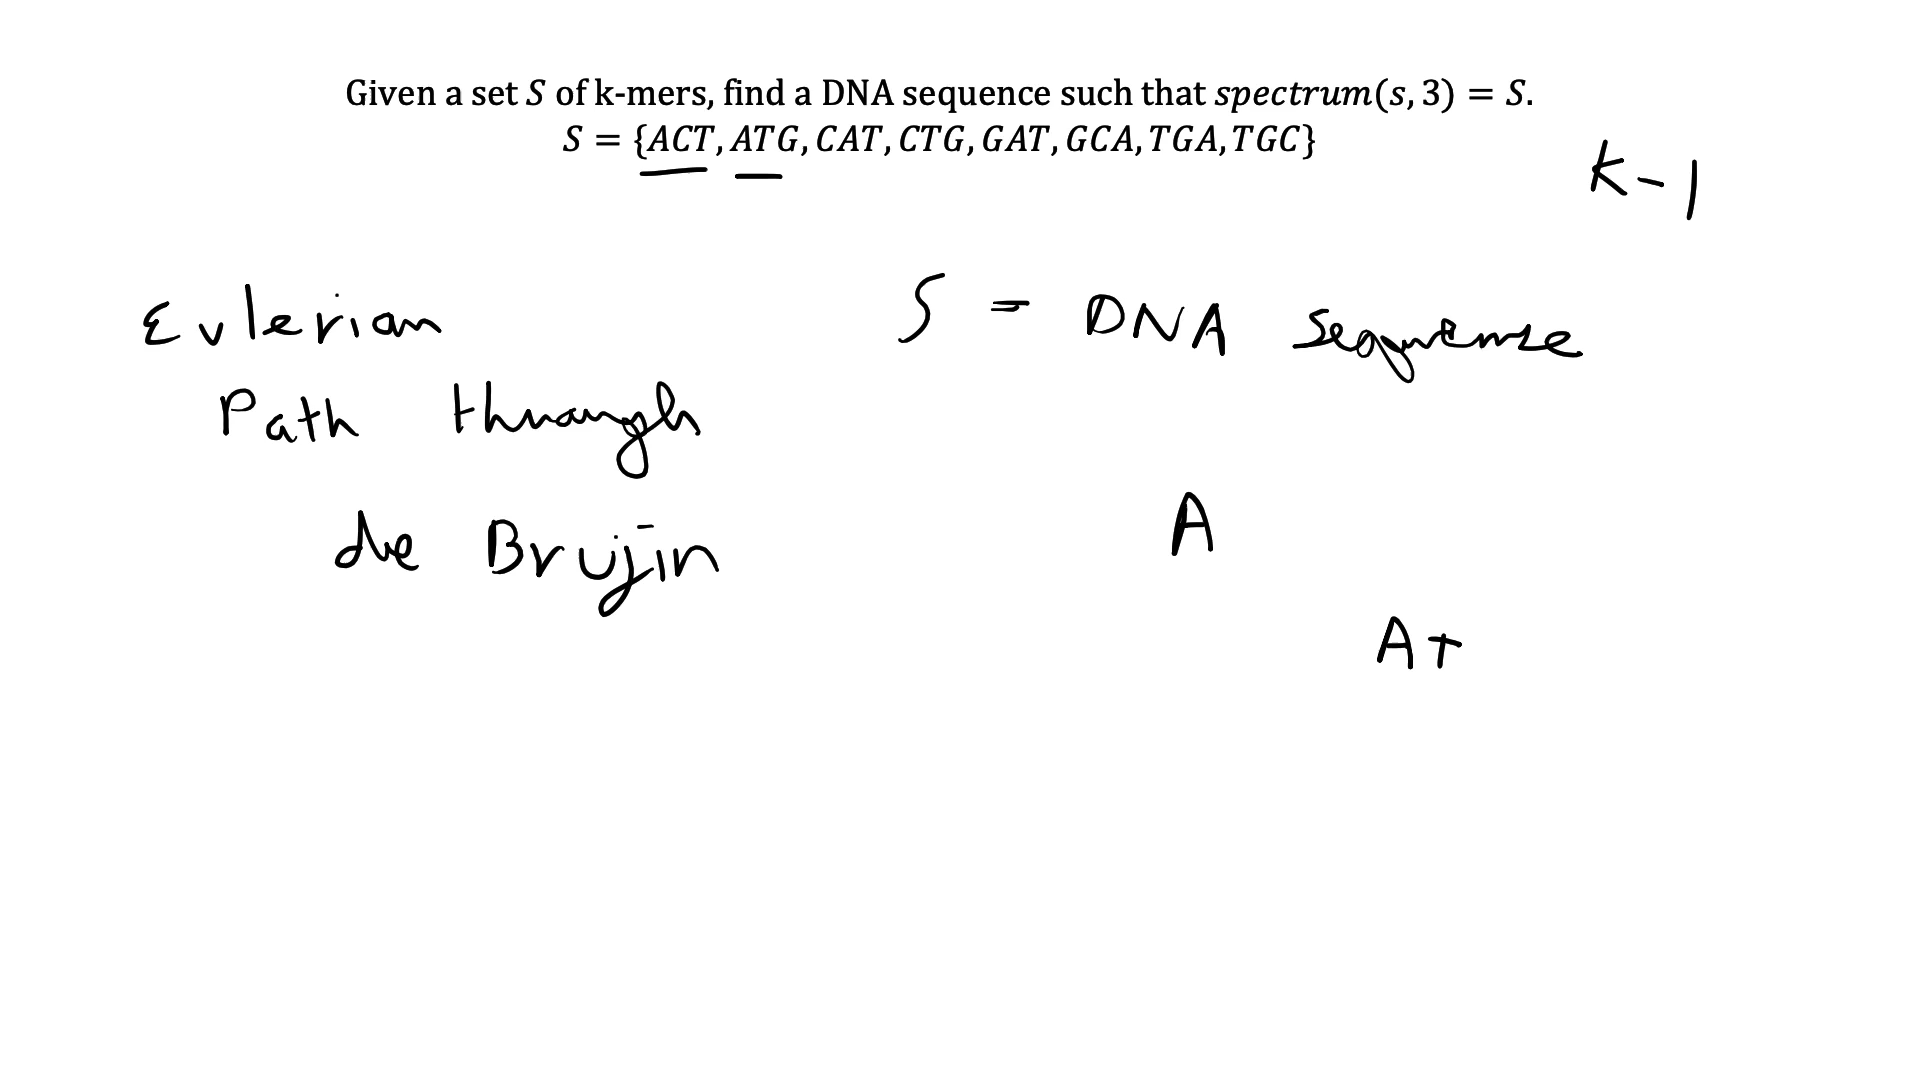 Given a set S of k-mers, find a DNA sequence such that spectrum(s, 3) = S.
S = {ACT, ATG, CAT, CTG, GAT, GCA, TGA, TGC}
K-1
Eulerian
Path through
de Brujin
S = DNA Sequense
A
AT